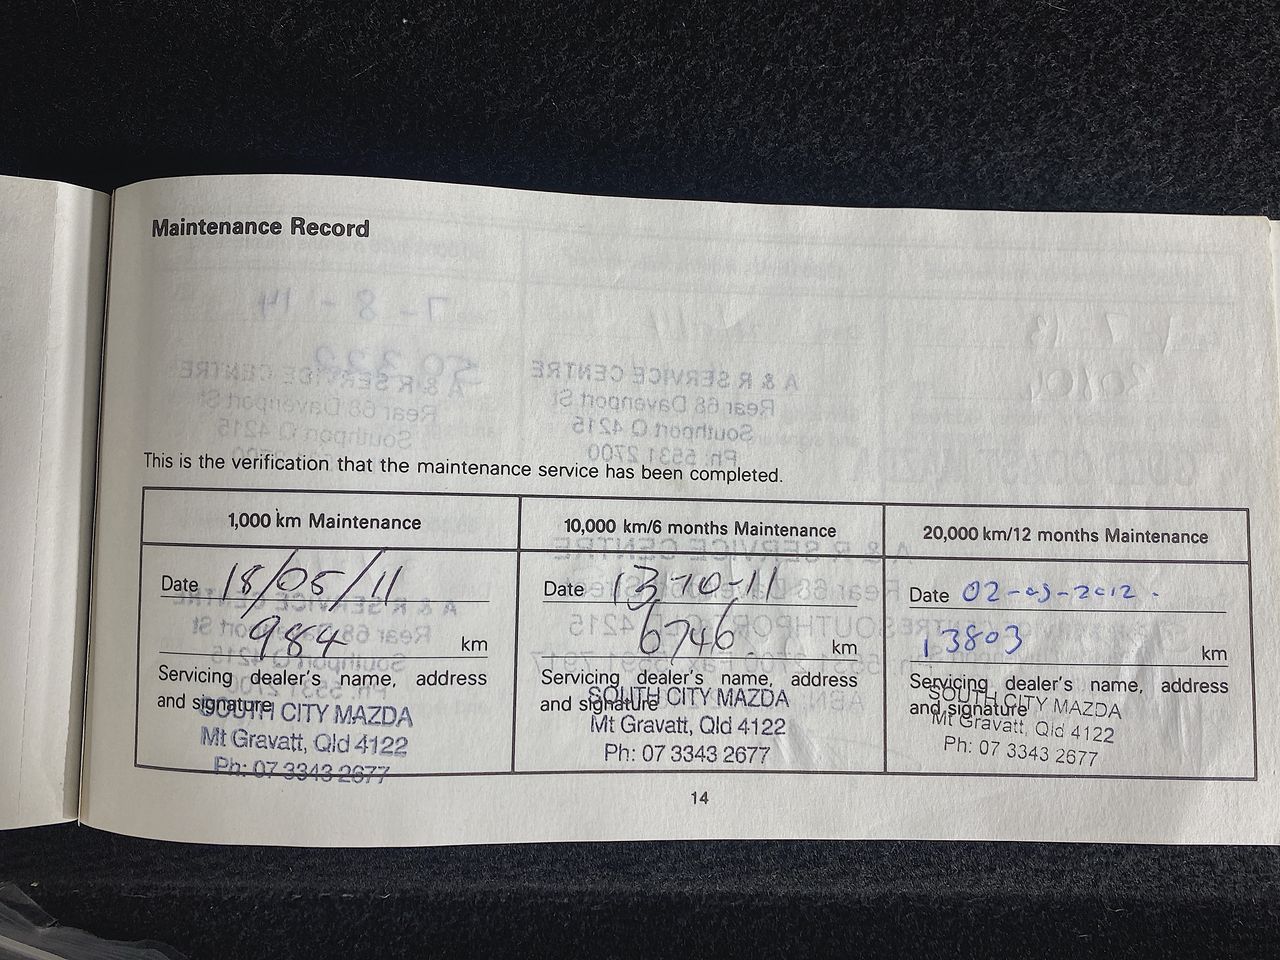 Maintenance Record
This is the verification that the maintenance service has been completed.
1,000 km Maintenance
Date 18/05/11
984 km
Servicing dealer's name, address
and signature
SOUTH CITY MAZDA
Mt Gravatt, Qld 4122
Ph: 07 3343 2677
10,000 km/6 months Maintenance
Date 13-10-11
6746 km
Servicing dealer's name, address
and signature
SOUTH CITY MAZDA
Mt Gravatt, Qld 4122
Ph: 07 3343 2677
20,000 km/12 months Maintenance
Date 02-05-2012
13803 km
Servicing dealer's name, address
and signature
SOUTH CITY MAZDA
Mt Gravatt, Qld 4122
Ph: 07 3343 2677
14